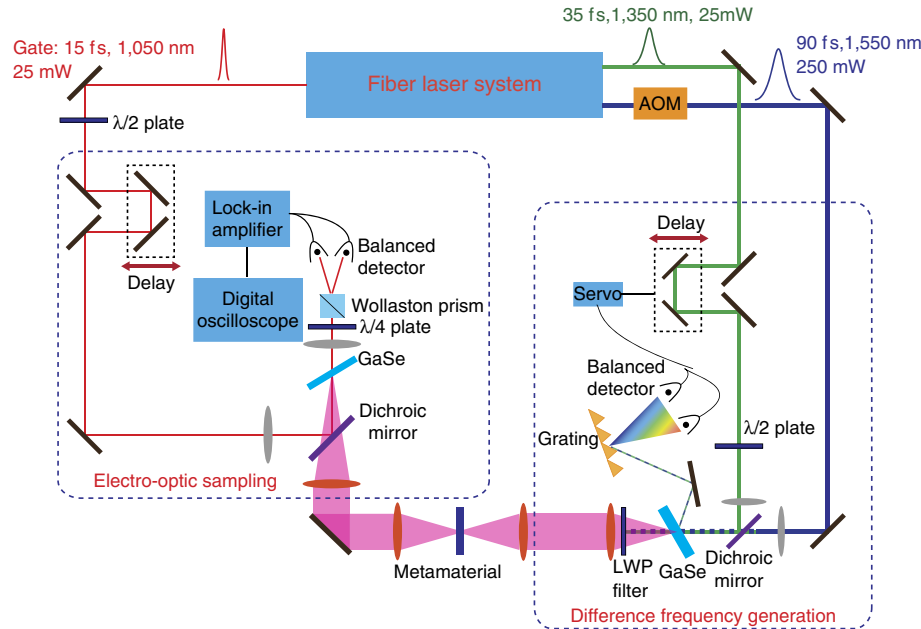 35 fs,1,350 nm, 25mW
Gate: 15 fs, 1,050 nm
25 mW
90 fs,1,550 nm
250 mW
Fiber laser system
AOM
λ/2 plate
Lock-in
amplifier
Balanced
detector
Delay
Digital
oscilloscope
Wollaston prism
λ/4 plate
GaSe
Dichroic
mirror
Electro-optic sampling
Delay
Servo
Balanced
detector
Grating
λ/2 plate
Metamaterial
LWP
filter
GaSe
Dichroic
mirror
Difference frequency generation